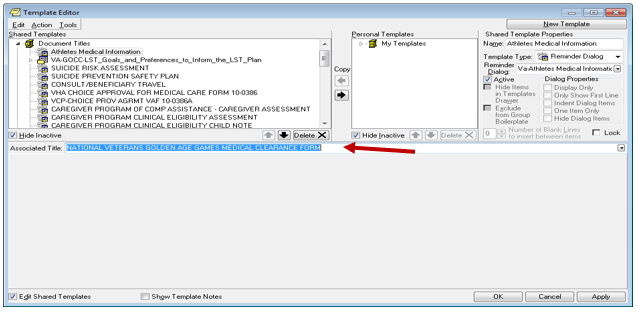 Template Editor
Edit Action Tools
New Template
Shared Templates
Document Titles
Athletes Medical Information
VA-GOCC-LST_Goals_and_Preferences_to_Inform_the_LST_Plan
SUICIDE RISK ASSESSMENT
SUICIDE PREVENTION SAFETY PLAN
CONSULT/BENEFICIARY TRAVEL
VHA CHOICE APPROVAL FOR MEDICAL CARE FORM 10-0386
VCP-CHOICE PROV AGRMT VAF 10-0386A
CAREGIVER PROGRAM OF COMP ASSISTANCE - CAREGIVER ASSESSMENT
CAREGIVER PROGRAM CLINICAL ELIGIBILITY ASSESSMENT
CAREGIVER PROGRAM CLINICAL ELIGIBILITY CHILD NOTE
Hide Inactive
Delete
Copy
Personal Templates
My Templates
Hide Inactive
Delete
Shared Template Properties
Name: Athletes Medical Information
Template Type: Reminder Dialog
Reminder Dialog: Va-Athletes Medical Informatic
Active
Hide Items in Templates Drawer
Exclude from Group Boilerplate
Dialog Properties
Display Only
Only Show First Line
Indent Dialog Items
One Item Only
Hide Dialog Items
0 Number of Blank Lines to insert between items
Lock
Associated Title: NATIONAL VETERANS GOLDEN AGE GAMES MEDICAL CLEARANCE FORM
Edit Shared Templates
Show Template Notes
OK Cancel Apply